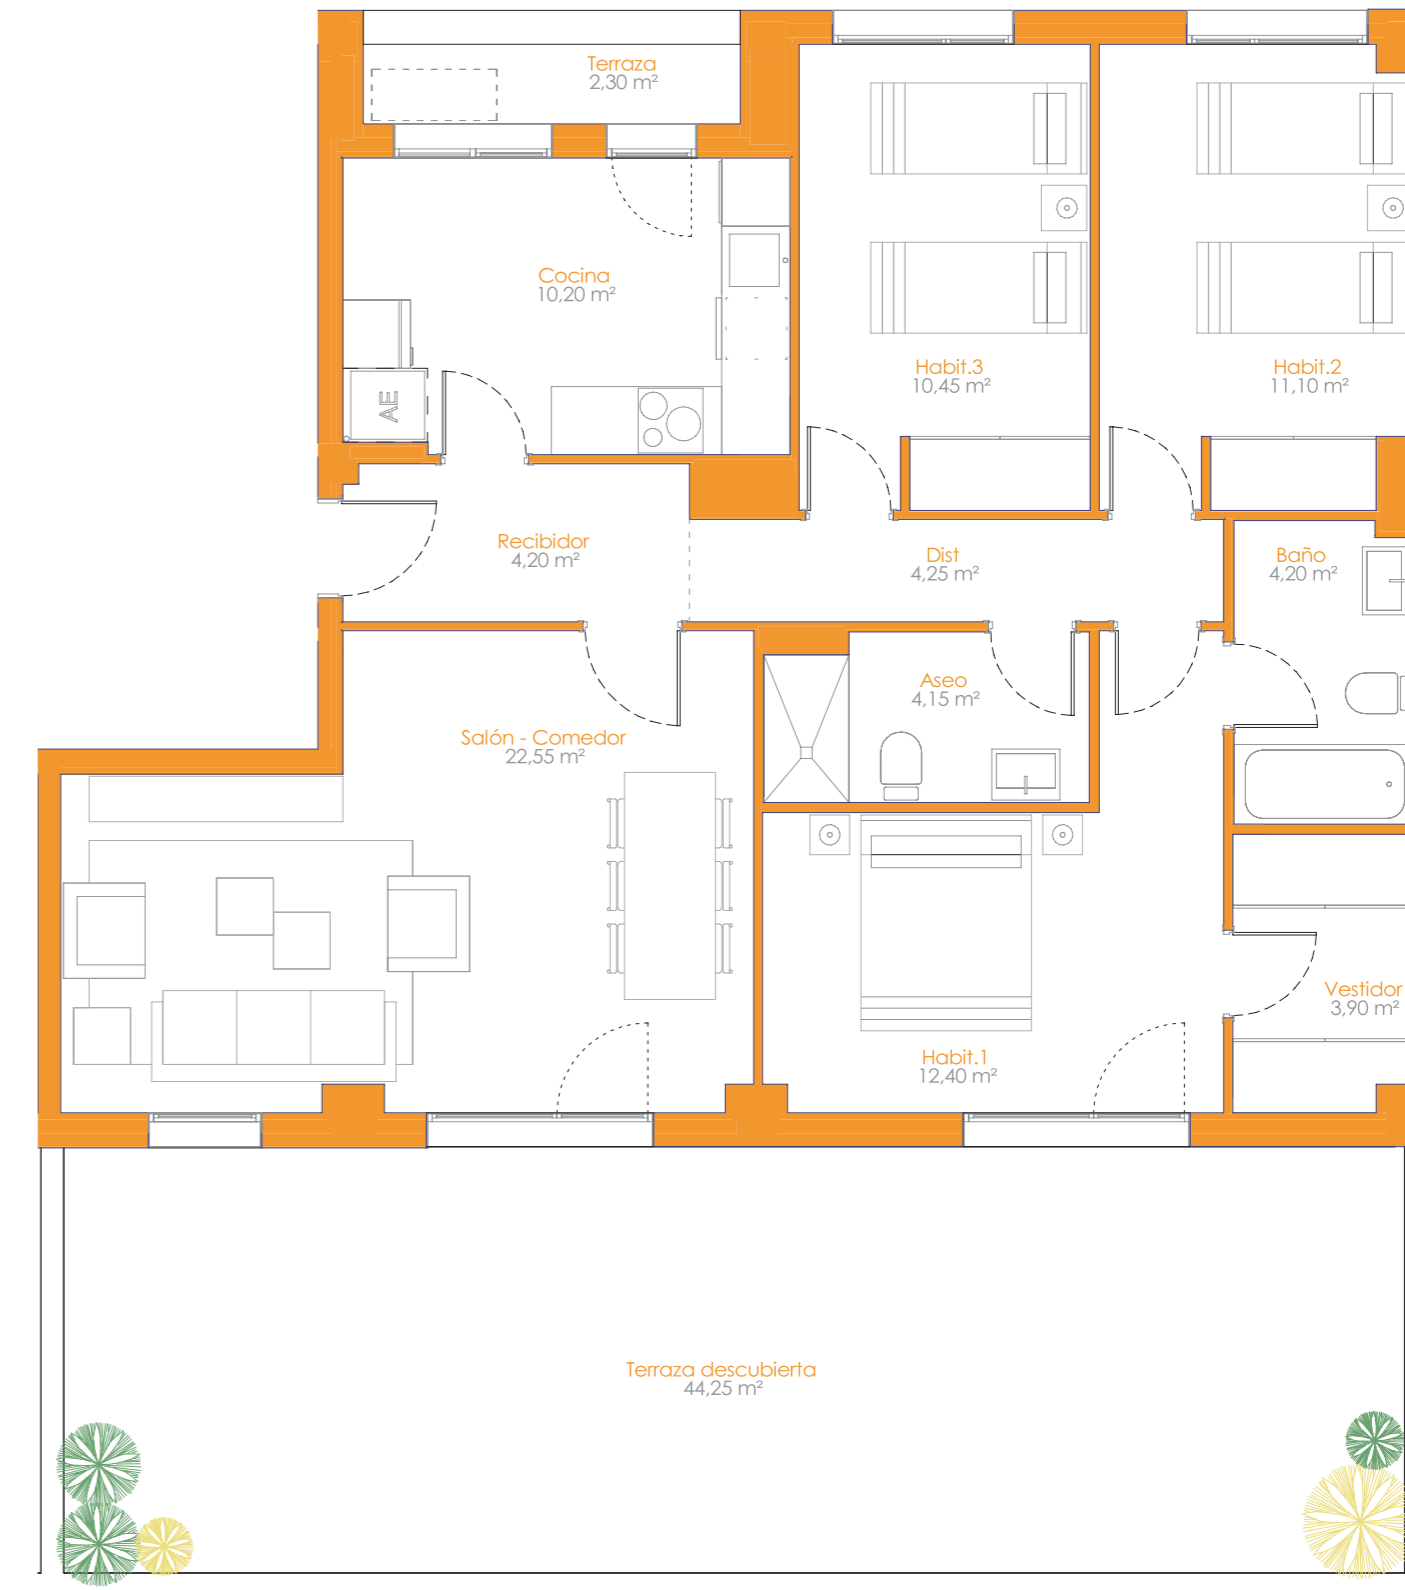 Terraza
2,30 m²
Cocina
10,20 m²
AE
Habit.3
10,45 m²
Habit.2
11,10 m²
Recibidor
4,20 m²
Dist
4,25 m²
Baño
4,20 m²
Aseo
4,15 m²
Salón - Comedor
22,55 m²
Vestidor
3,90 m²
Habit.1
12,40 m²
Terraza descubierta
44,25 m²